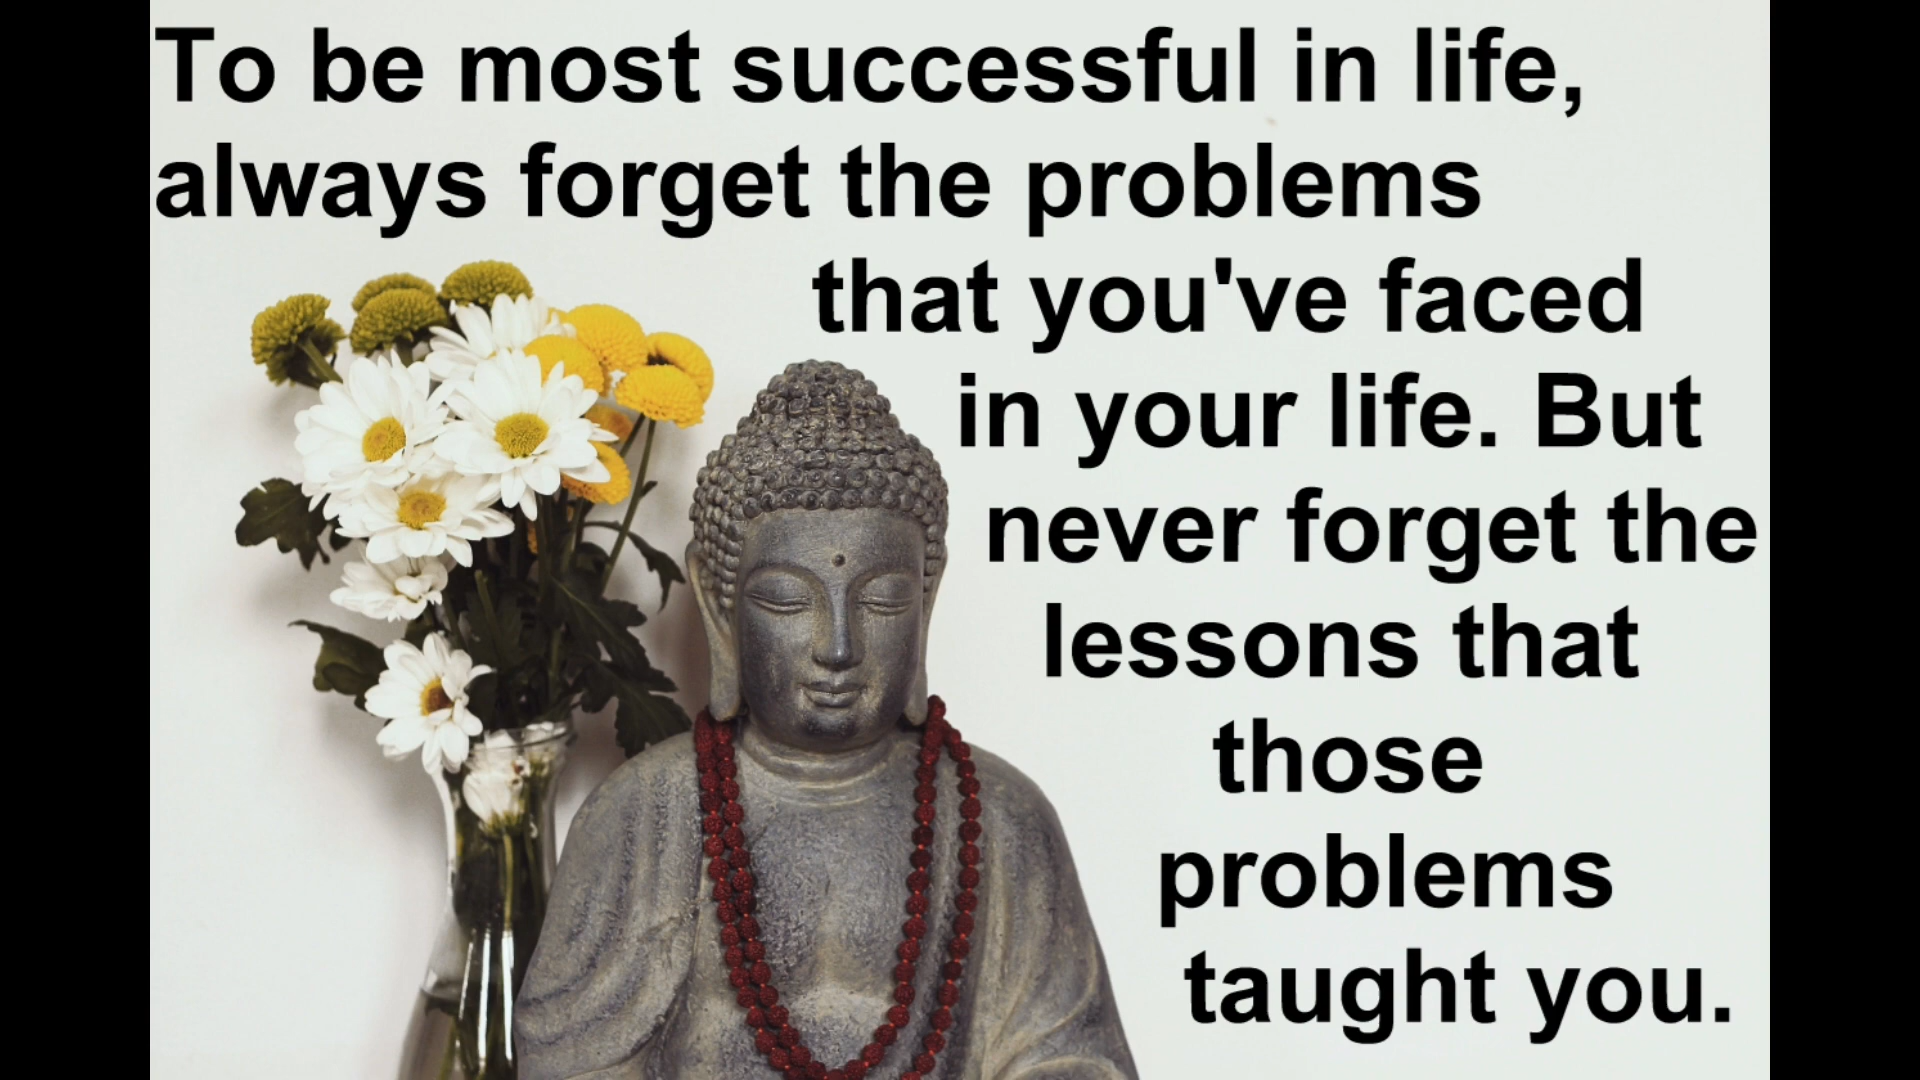 To be most successful in life,
always forget the problems
that you've faced
in your life. But
never forget the
lessons that
those
problems
taught you.